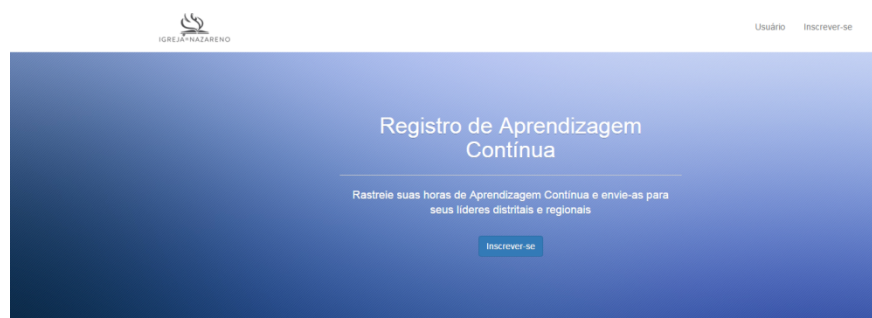 IGREJA DO NAZARENO
Usuário Inscrever-se
Registro de Aprendizagem
Contínua
Rastreie suas horas de Aprendizagem Contínua e envie-as para
seus líderes distritais e regionais
Inscrever-se